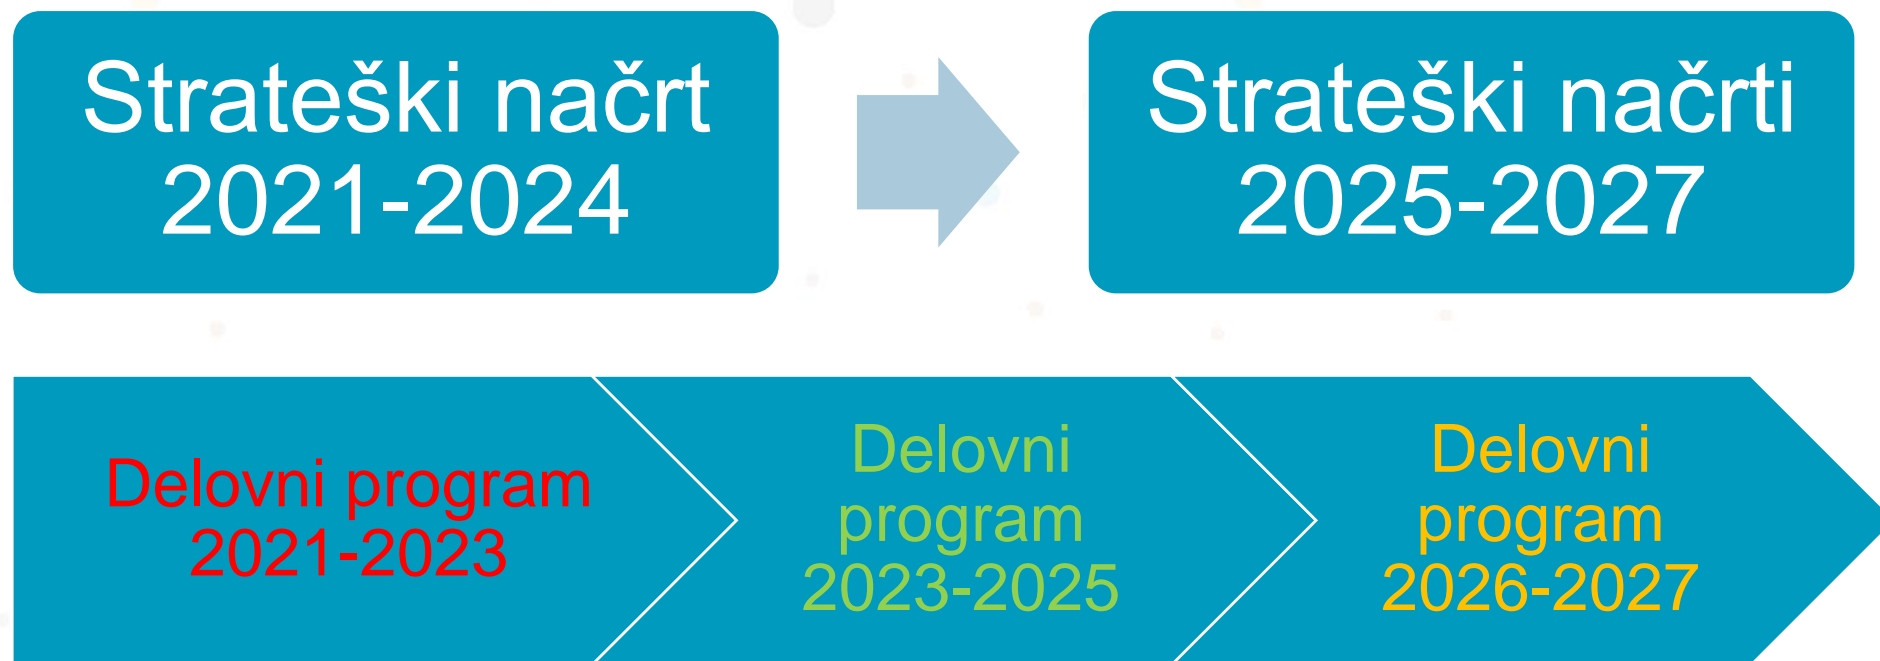 Strateški načrt
2021-2024
Strateški načrti
2025-2027
Delovni program
2021-2023
Delovni
program
2023-2025
Delovni
program
2026-2027